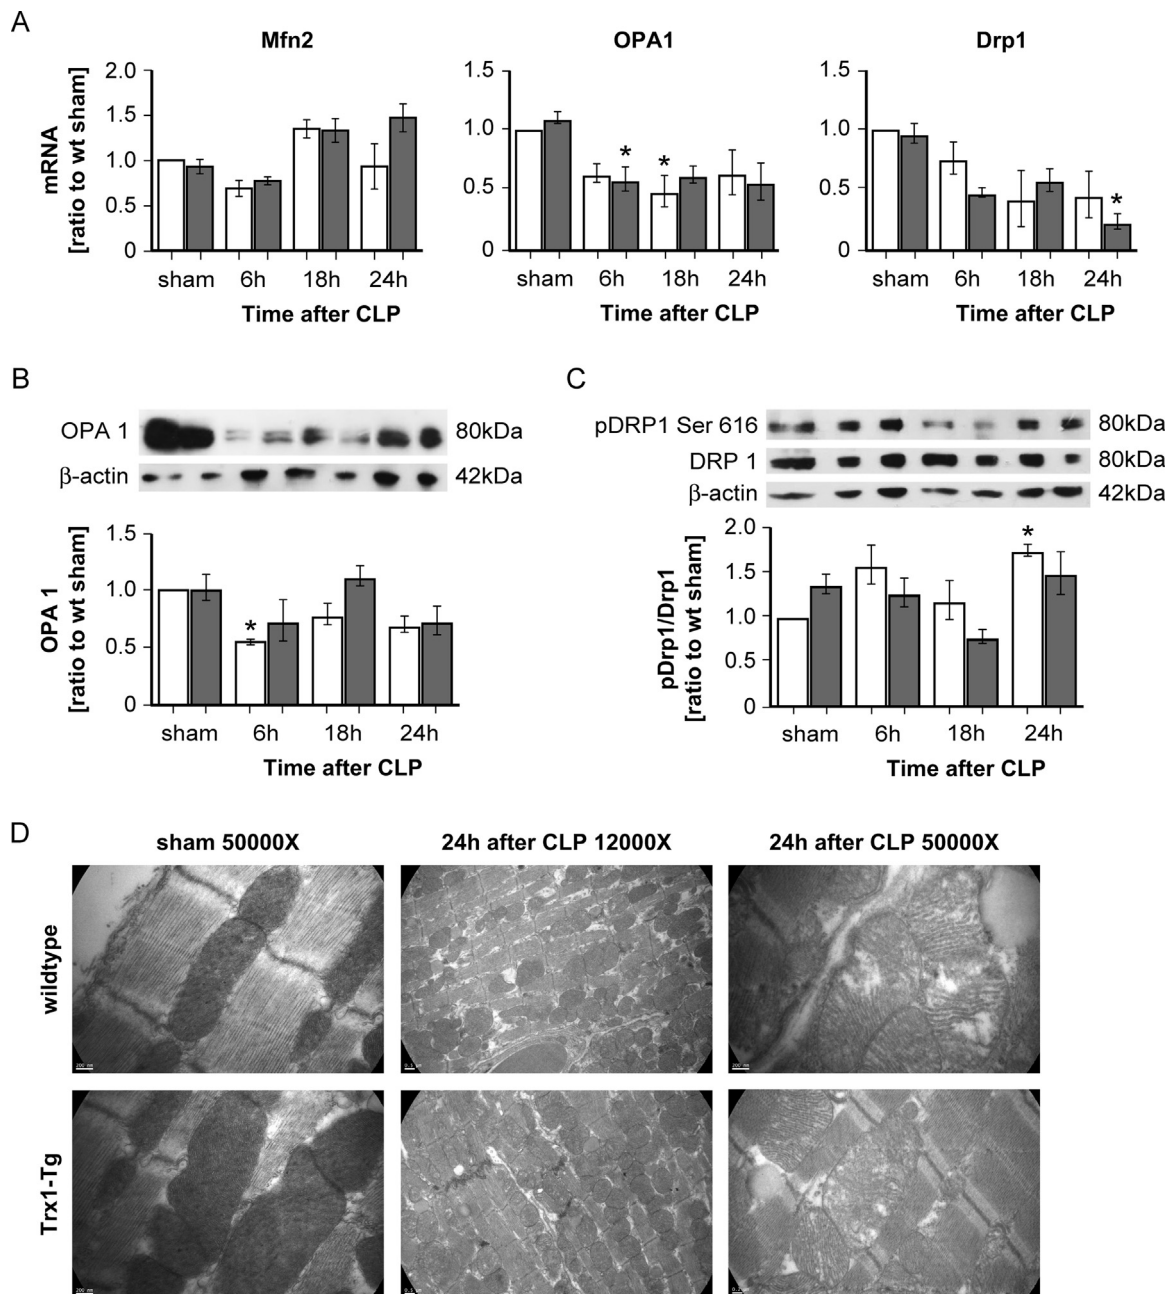 A
Mfn2
OPA1
Drp1
mRNA
[ratio to wt sham]
2.0
1.5
1.0
0.5
0
sham 6h 18h 24h
Time after CLP
1.5
1.0
0.5
0
* *
sham 6h 18h 24h
Time after CLP
1.5
1.0
0.5
0
*
sham 6h 18h 24h
Time after CLP
B
OPA 1 80kDa
β-actin 42kDa
OPA 1
[ratio to wt sham]
1.5
1.0
0.5
0
*
sham 6h 18h 24h
Time after CLP
C
pDRP1 Ser 616 80kDa
DRP 1 80kDa
β-actin 42kDa
pDrp1/Drp1
[ratio to wt sham]
2.0
1.5
1.0
0.5
0
*
sham 6h 18h 24h
Time after CLP
D
sham 50000X
24h after CLP 12000X
24h after CLP 50000X
wildtype
Trx1-Tg